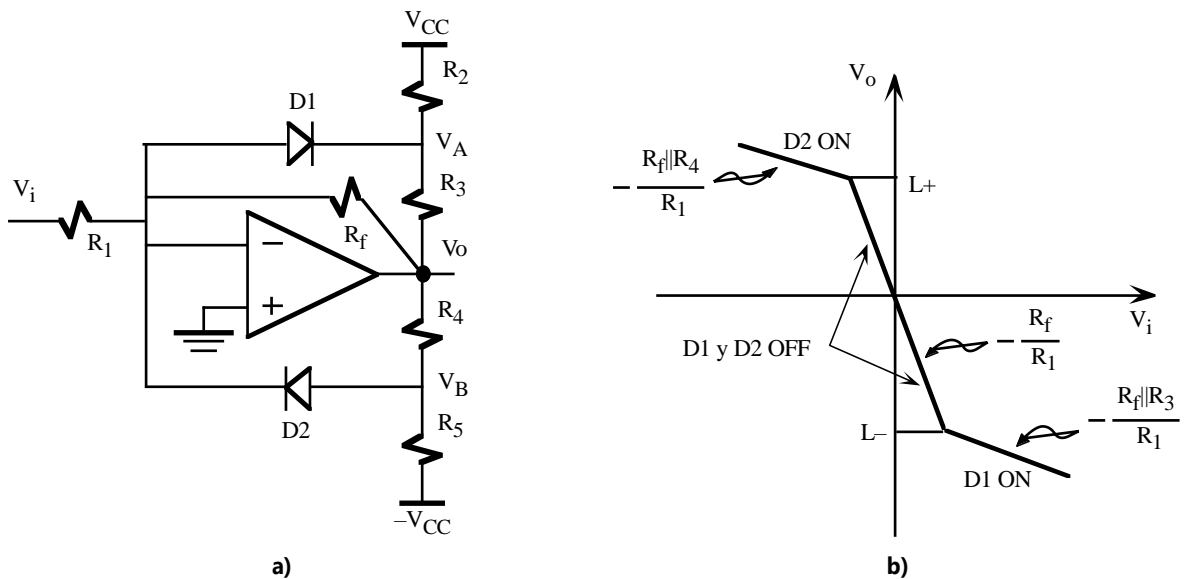 V_CC
R_2
D1
V_A
V_i
R_3
R_1
R_f
Vo
−
+
R_4
V_B
D2
R_5
–V_CC
a)
V_o
D2 ON
− R_f||R_4
R_1
L+
V_i
D1 y D2 OFF
− R_f
R_1
L–
− R_f||R_3
R_1
D1 ON
b)